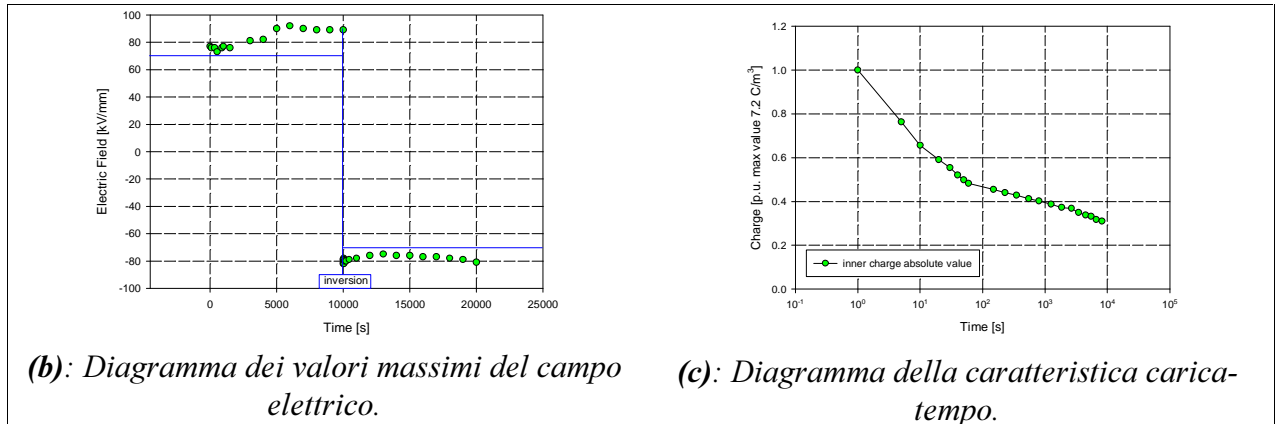 100
80
60
40
20
0
-20
-40
-60
-80
-100
Electric Field [kV/mm]
inversion
0 5000 10000 15000 20000 25000
Time [s]
(b): Diagramma dei valori massimi del campo
elettrico.
1.2
1.0
0.8
0.6
0.4
0.2
0.0
Charge [p.u. max value 7.2 C/m³]
inner charge absolute value
10⁻¹ 10⁰ 10¹ 10² 10³ 10⁴ 10⁵
Time [s]
(c): Diagramma della caratteristica carica-
tempo.